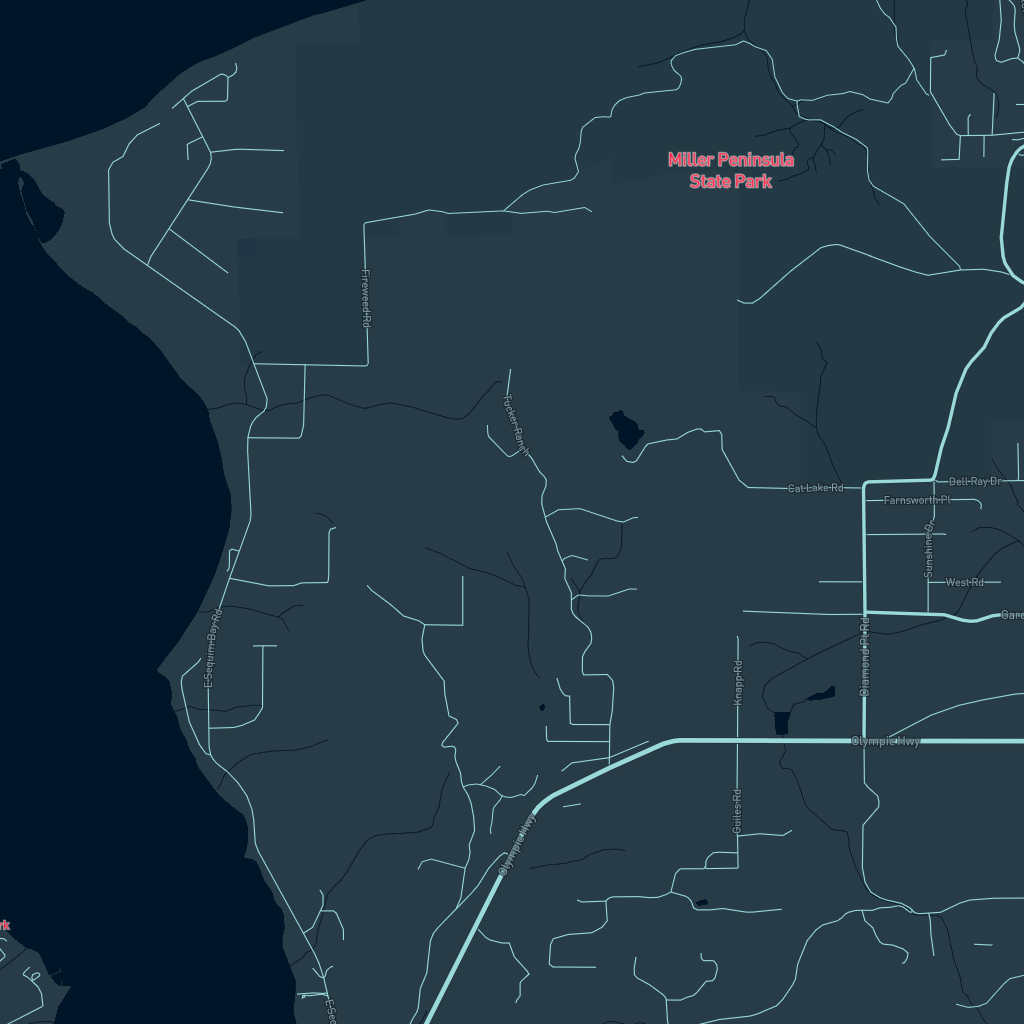 Miller Peninsula
State Park
Fireweed Rd
Tucker Ranch
Cat Lake Rd
Dell Ray Dr
Farnsworth Pl
Sunshine Dr
West Rd
E Sequim Bay Rd
Diamond Pt Rd
Knapp Rd
Olympic Hwy
Guiles Rd
Olympic Hwy